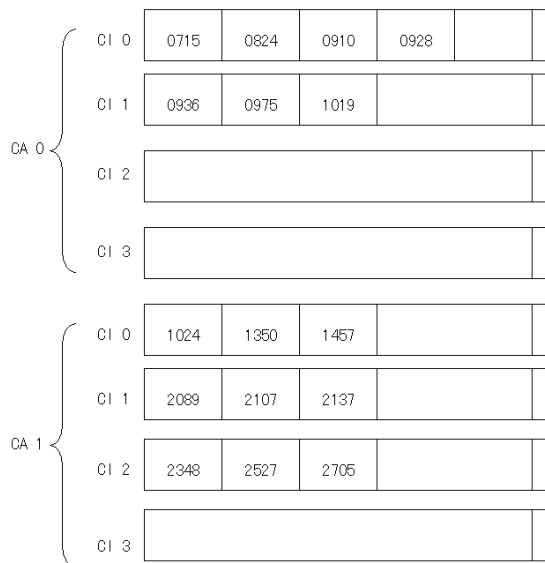 CI 0 0715 0824 0910 0928
CI 1 0936 0975 1019
CA 0
CI 2
CI 3
CI 0 1024 1350 1457
CI 1 2089 2107 2137
CA 1
CI 2 2348 2527 2705
CI 3